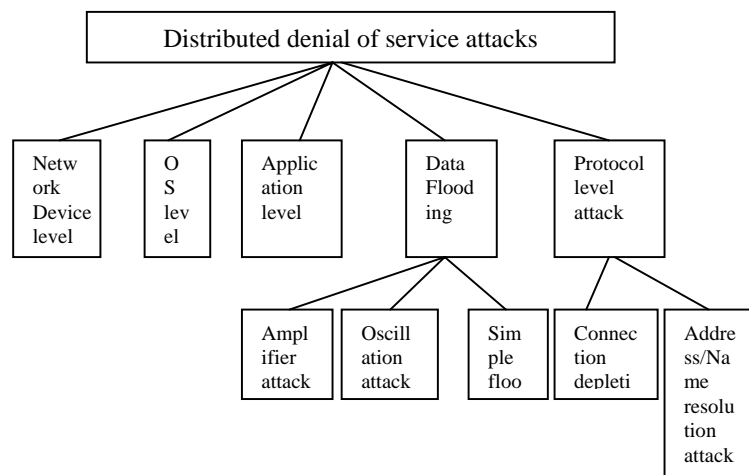 Distributed denial of service attacks
Netw
ork
Device
level
O
S
lev
el
Applic
ation
level
Data
Flood
ing
Protocol
level
attack
Ampl
ifier
attack
Oscill
ation
attack
Sim
ple
floo
Connec
tion
depleti
Addre
ss/Na
me
resolu
tion
attack